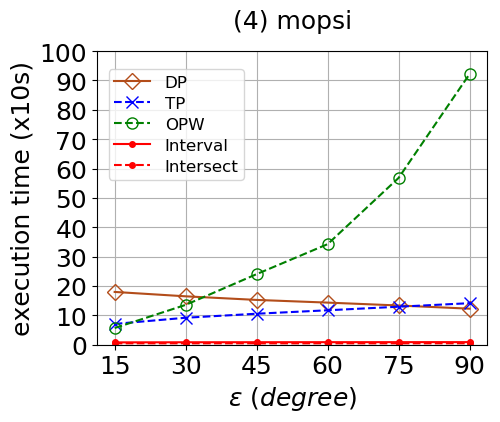 (4) mopsi
execution time (x10s)
100
90
80
70
60
50
40
30
20
10
0
DP
TP
OPW
Interval
Intersect
15 30 45 60 75 90
ε (degree)